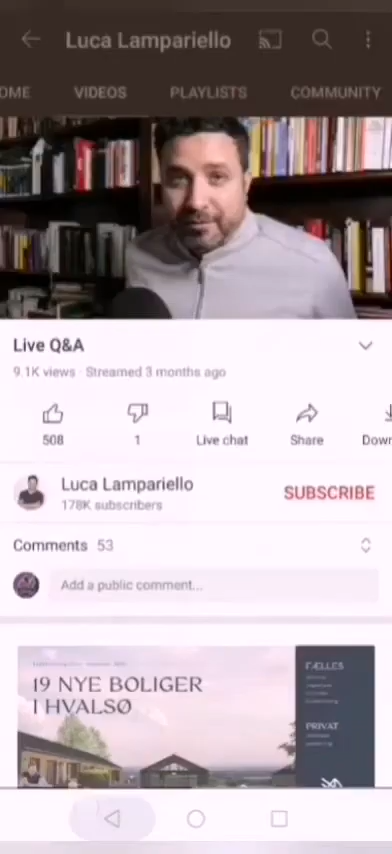 Luca Lampariello
OME VIDEOS PLAYLISTS COMMUNITY
Live Q&A
9.1K views · Streamed 3 months ago
508 1 Live chat Share Down
Luca Lampariello
178K subscribers
SUBSCRIBE
Comments 53
Add a public comment...
19 NYE BOLIGER
I HVALSØ
FÆLLES
PRIVAT